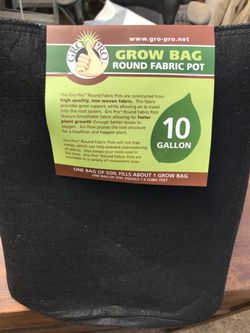 www.gro-pro.net
GRO PRO
GROW BAG
ROUND FABRIC POT
The Gro Pro™ Round Fabric Pots are constructed from
high quality, non woven fabric. This fabric
provides great support, while allowing air to travel
into the root system. Gro Pro™ Round Fabric Pots
feature breathable fabric allowing for faster
plant growth through better access to
oxygen. Air-flow prunes the root structure
for a healthier and happier plant.
Gro Pro™ Round Fabric Pots will not trap
water, which can help prevent overwatering
of plants. Also keeps your roots cool in
the heat. Gro Pro™ Round Fabric Pots are
available in a variety of convenient sizes.
10
GALLON
ONE BAG OF SOIL FILLS ABOUT 1 GROW BAG
ONE BAG OF SOIL EQUALS 1.5 CUBIC FEET